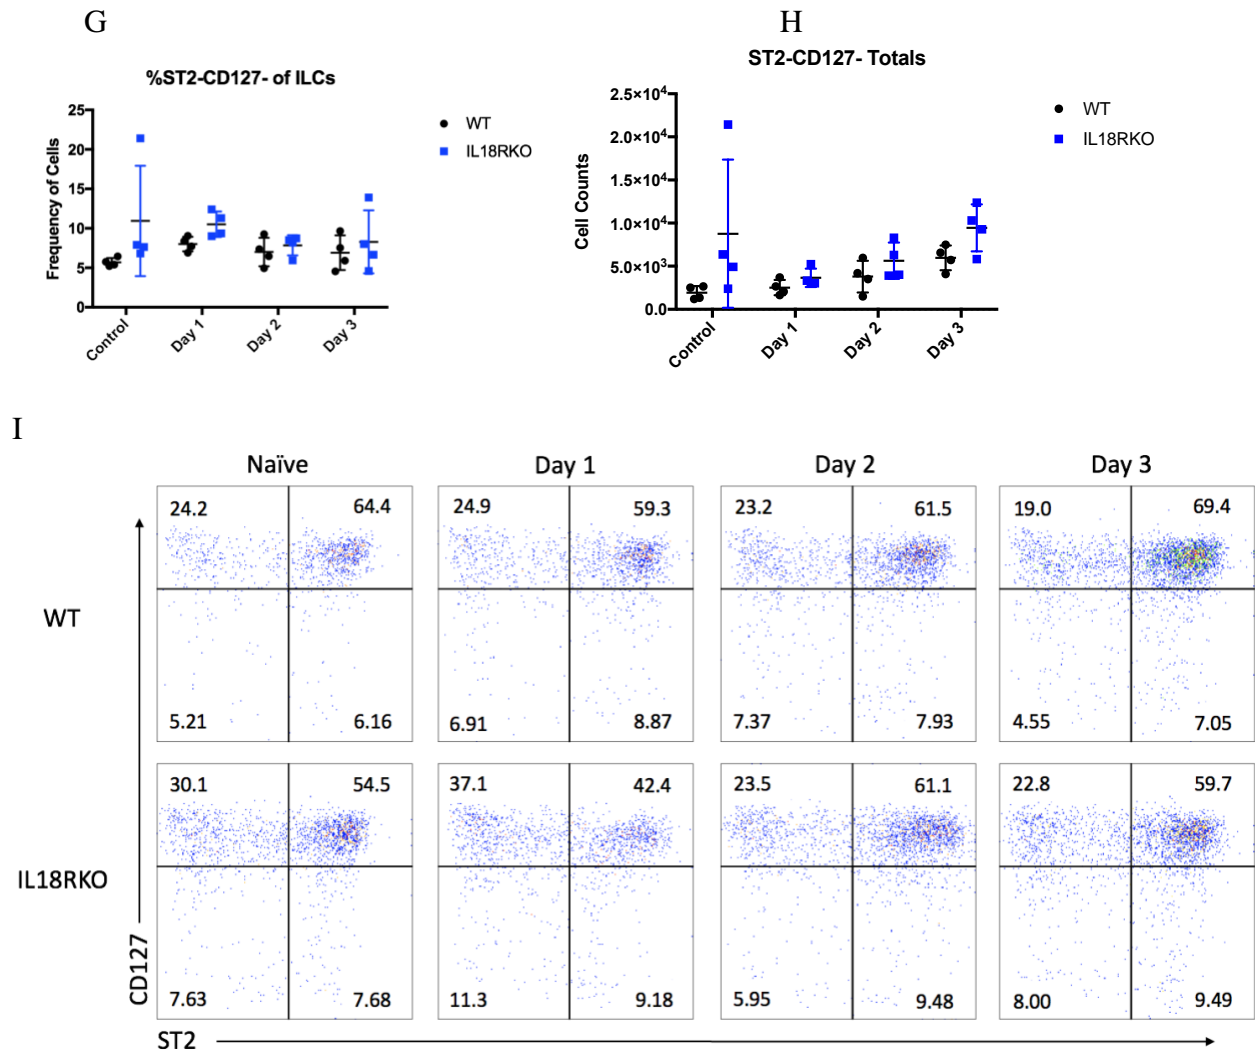 G
H
%ST2-CD127- of ILCs
25
20
15
10
5
0
Frequency of Cells
Control
Day 1
Day 2
Day 3
WT
IL18RKO
ST2-CD127- Totals
2.5×10⁴
2.0×10⁴
1.5×10⁴
1.0×10⁴
5.0×10³
0.0
Cell Counts
Control
Day 1
Day 2
Day 3
WT
IL18RKO
I
Naïve Day 1 Day 2 Day 3
WT
24.2 64.4 24.9 59.3 23.2 61.5 19.0 69.4
5.21 6.16 6.91 8.87 7.37 7.93 4.55 7.05
IL18RKO
30.1 54.5 37.1 42.4 23.5 61.1 22.8 59.7
7.63 7.68 11.3 9.18 5.95 9.48 8.00 9.49
CD127
ST2